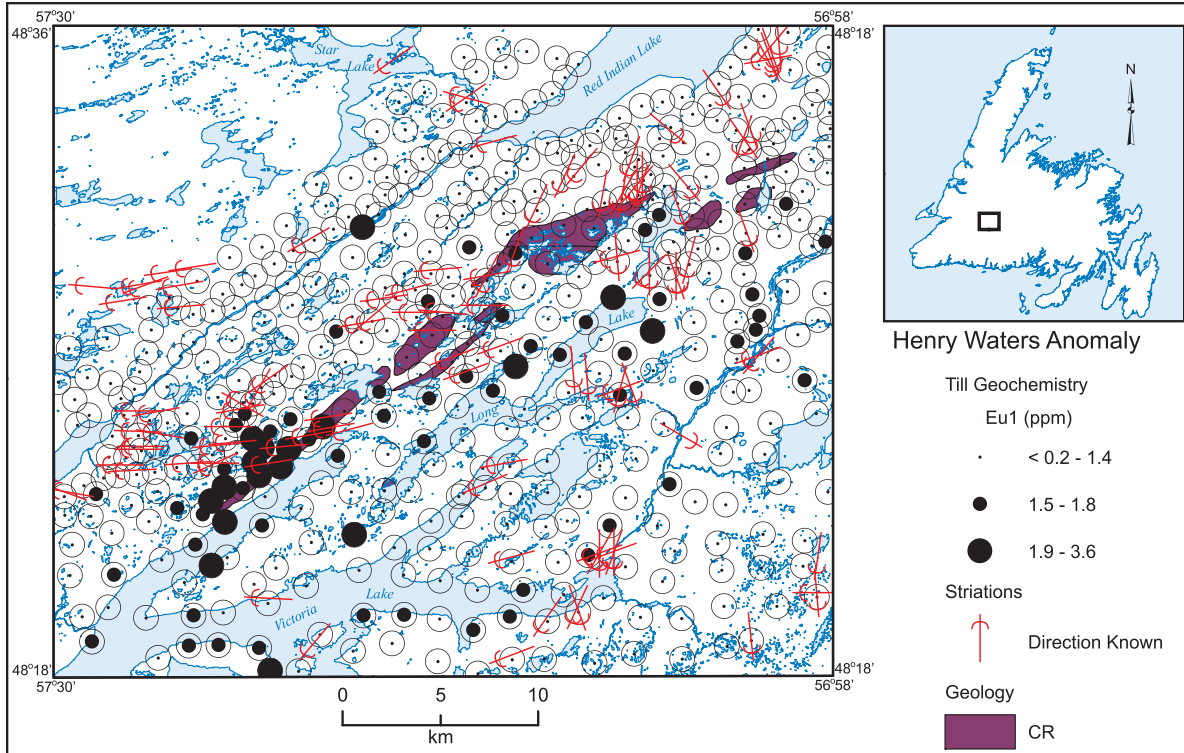 57°30'
56°58'
48°36'
48°18'
Star
Lake
Red Indian Lake
N
Lake
Long
Henry Waters Anomaly
Till Geochemistry
Eu1 (ppm)
< 0.2 - 1.4
1.5 - 1.8
1.9 - 3.6
Striations
Direction Known
Geology
CR
Lake
Victoria
48°18'
48°18'
57°30'
56°58'
0 5 10
km